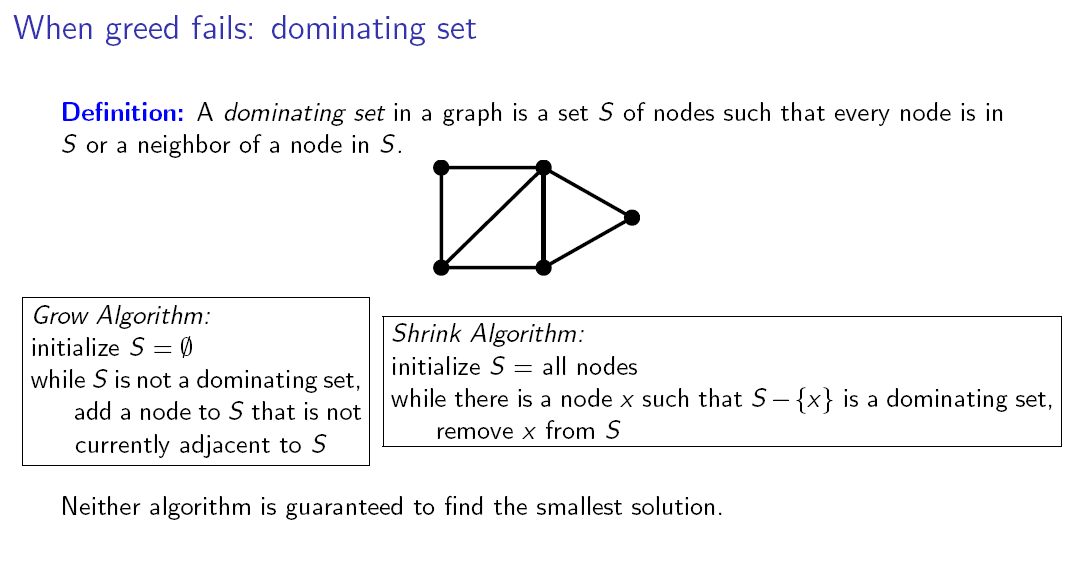 When greed fails: dominating set
Definition: A dominating set in a graph is a set S of nodes such that every node is in
S or a neighbor of a node in S.
Grow Algorithm:
initialize S = ∅
while S is not a dominating set,
add a node to S that is not
currently adjacent to S
Shrink Algorithm:
initialize S = all nodes
while there is a node x such that S – {x} is a dominating set,
remove x from S
Neither algorithm is guaranteed to find the smallest solution.